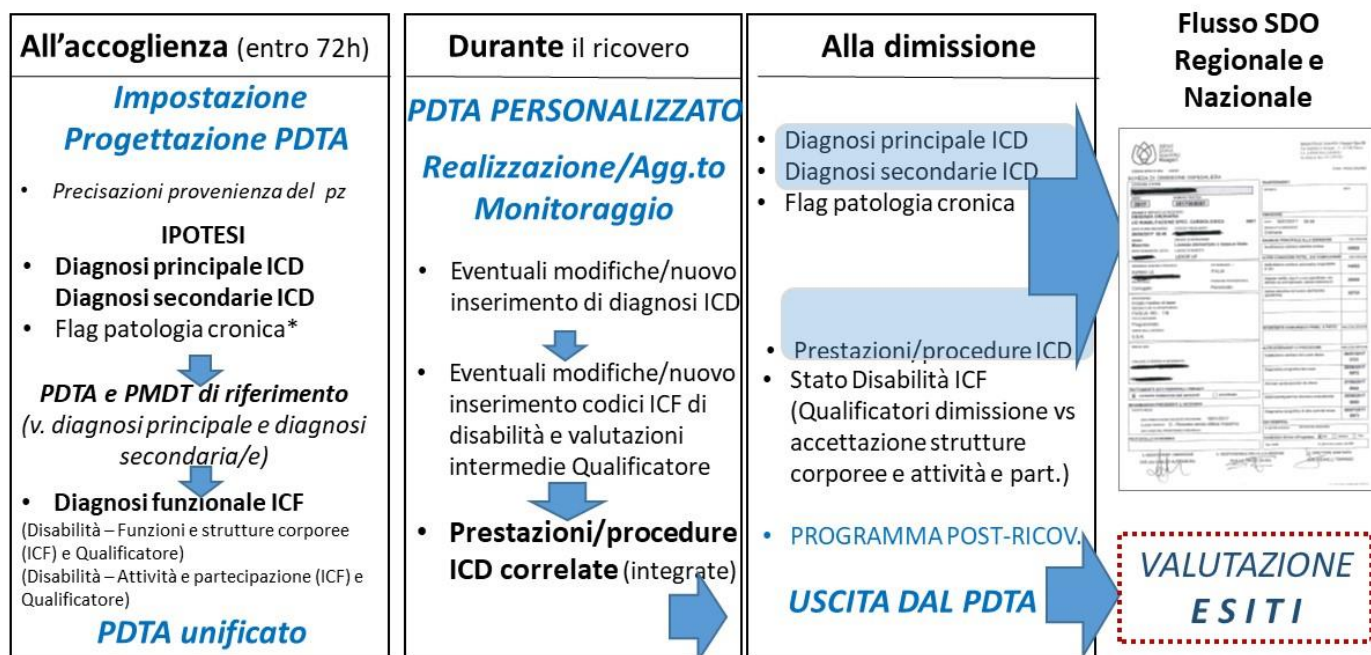 All'accoglienza (entro 72h)
Impostazione
Progettazione PDTA
• Precisazioni provenienza del pz
IPOTESI
• Diagnosi principale ICD
Diagnosi secondarie ICD
• Flag patologia cronica*
PDTA e PMDT di riferimento
(v. diagnosi principale e diagnosi
secondaria/e)
• Diagnosi funzionale ICF
(Disabilità – Funzioni e strutture corporee
(ICF) e Qualificatore)
(Disabilità – Attività e partecipazione (ICF) e
Qualificatore)
PDTA unificato
Durante il ricovero
PDTA PERSONALIZZATO
Realizzazione/Agg.to
Monitoraggio
• Eventuali modifiche/nuovo
inserimento di diagnosi ICD
• Eventuali modifiche/nuovo
inserimento codici ICF di
disabilità e valutazioni
intermedie Qualificatore
• Prestazioni/procedure
ICD correlate (integrate)
Alla dimissione
• Diagnosi principale ICD
• Diagnosi secondarie ICD
• Flag patologia cronica
• Prestazioni/procedure ICD
• Stato Disabilità ICF
(Qualificatori dimissione vs
accettazione strutture
corporee e attività e part.)
• PROGRAMMA POST-RICOV.
USCITA DAL PDTA
Flusso SDO
Regionale e
Nazionale
VALUTAZIONE
E S I T I